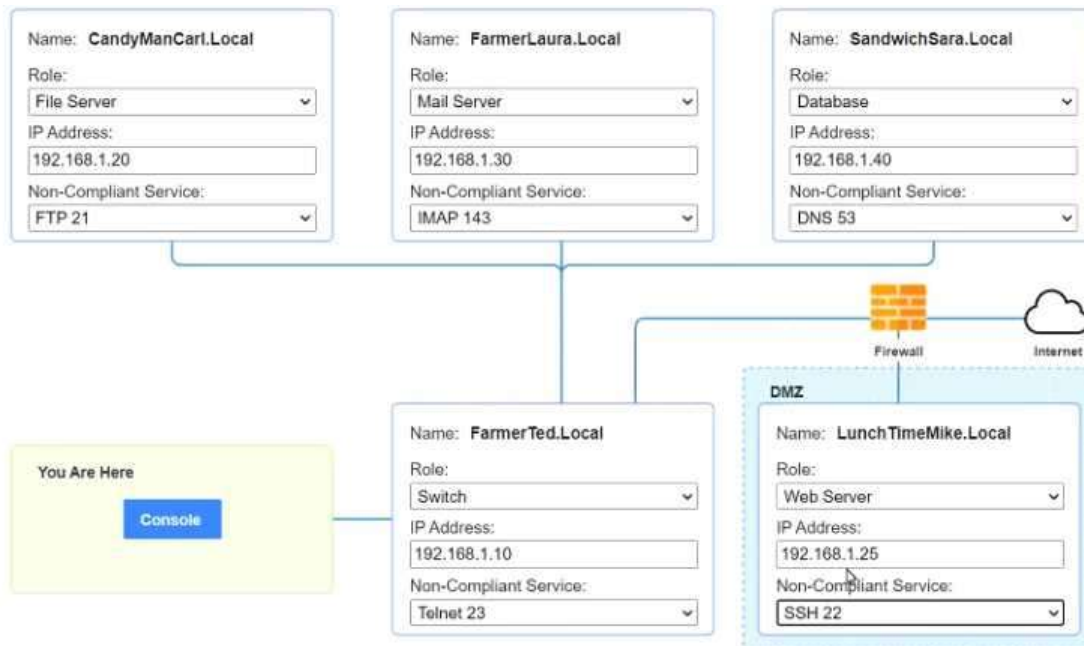 Name: CandyManCarl.Local
Role:
File Server
IP Address:
192.168.1.20
Non-Compliant Service:
FTP 21
Name: FarmerLaura.Local
Role:
Mail Server
IP Address:
192.168.1.30
Non-Compliant Service:
IMAP 143
Name: SandwichSara.Local
Role:
Database
IP Address:
192.168.1.40
Non-Compliant Service:
DNS 53
Firewall
Internet
You Are Here
Console
Name: FarmerTed.Local
Role:
Switch
IP Address:
192.168.1.10
Non-Compliant Service:
Telnet 23
DMZ
Name: LunchTimeMike.Local
Role:
Web Server
IP Address:
192.168.1.25
Non-Compliant Service:
SSH 22